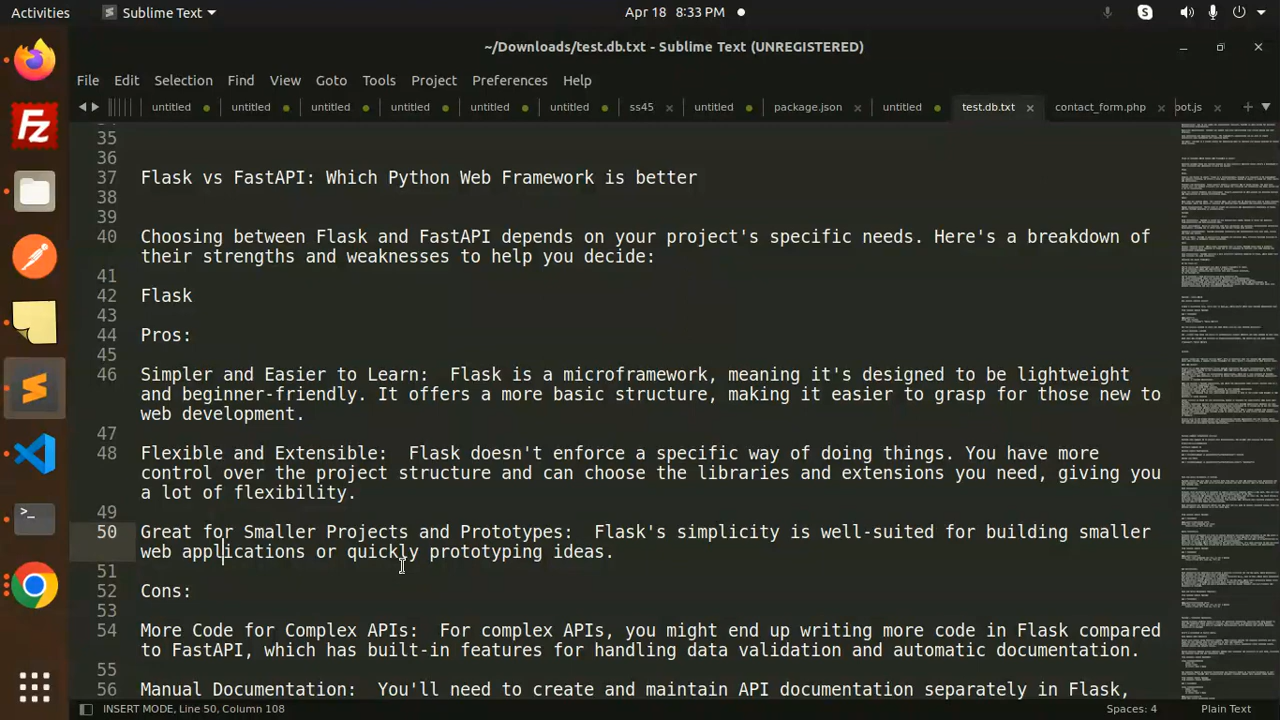 Activities
Sublime Text
Apr 18 8:33 PM
~/Downloads/test.db.txt - Sublime Text (UNREGISTERED)
File Edit Selection Find View Goto Tools Project Preferences Help
untitled untitled untitled untitled untitled untitled ss45 untitled package.json untitled test.db.txt contact_form.php bot.js
35
36
37 Flask vs FastAPI: Which Python Web Framework is better
38
39
40 Choosing between Flask and FastAPI depends on your project's specific needs. Here's a breakdown of
their strengths and weaknesses to help you decide:
41
42 Flask
43
44 Pros:
45
46 Simpler and Easier to Learn:  Flask is a microframework, meaning it's designed to be lightweight
and beginner-friendly. It offers a more basic structure, making it easier to grasp for those new to
web development.
47
48 Flexible and Extensible: Flask doesn't enforce a specific way of doing things. You have more
control over the project structure and can choose the libraries and extensions you need, giving you
a lot of flexibility.
49
50 Great for Smaller Projects and Prototypes:  Flask's simplicity is well-suited for building smaller
web applications or quickly prototyping ideas.
51
52 Cons:
53
54 More Code for Complex APIs:  For complex APIs, you might end up writing more code in Flask compared
to FastAPI, which has built-in features for handling data validation and automatic documentation.
55
56 Manual Documentation:  You'll need to create and maintain API documentation separately in Flask,
INSERT MODE, Line 50, Column 108
Spaces: 4
Plain Text